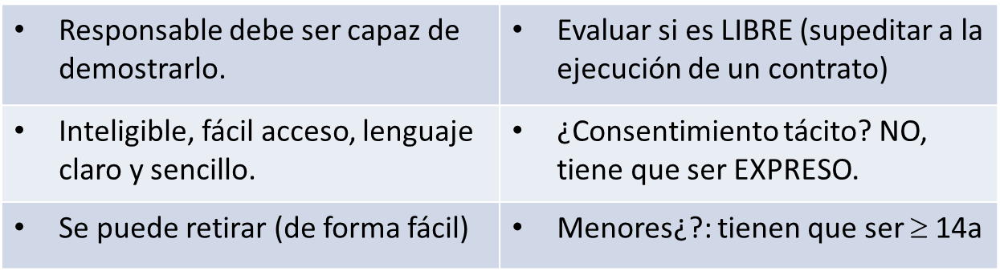 • Responsable debe ser capaz de
demostrarlo.
• Evaluar si es LIBRE (supeditar a la
ejecución de un contrato)
• Inteligible, fácil acceso, lenguaje
claro y sencillo.
• ¿Consentimiento tácito? NO,
tiene que ser EXPRESO.
• Se puede retirar (de forma fácil)
• Menores¿?: tienen que ser ≥ 14a